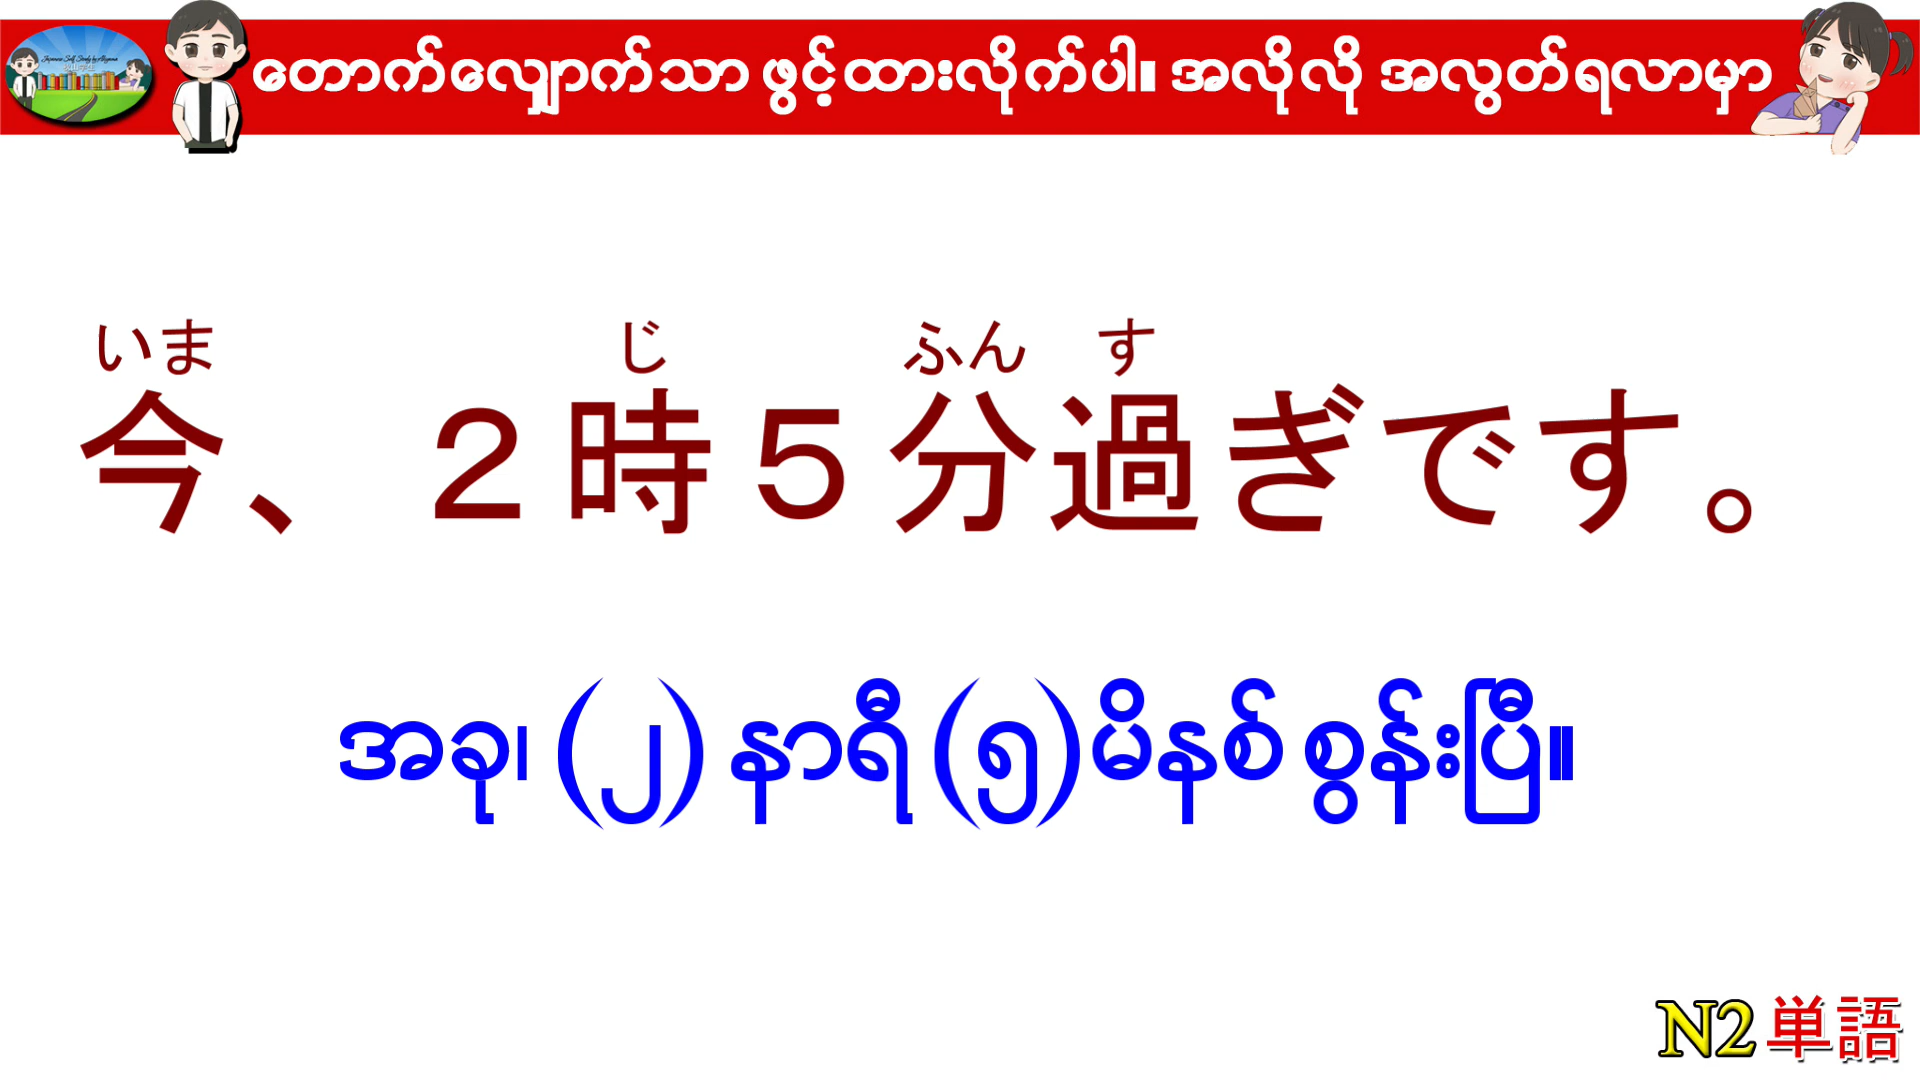 တောက်လျှောက်သာ ဖွင့်ထားလိုက်ပါ။ အလိုလို အလွတ်ရလာမှာ
いま じ ふん す
今、２時５分過ぎです。
အခု၊ (၂) နာရီ (၅) မိနစ် စွန်းပြီ။
N2 単語